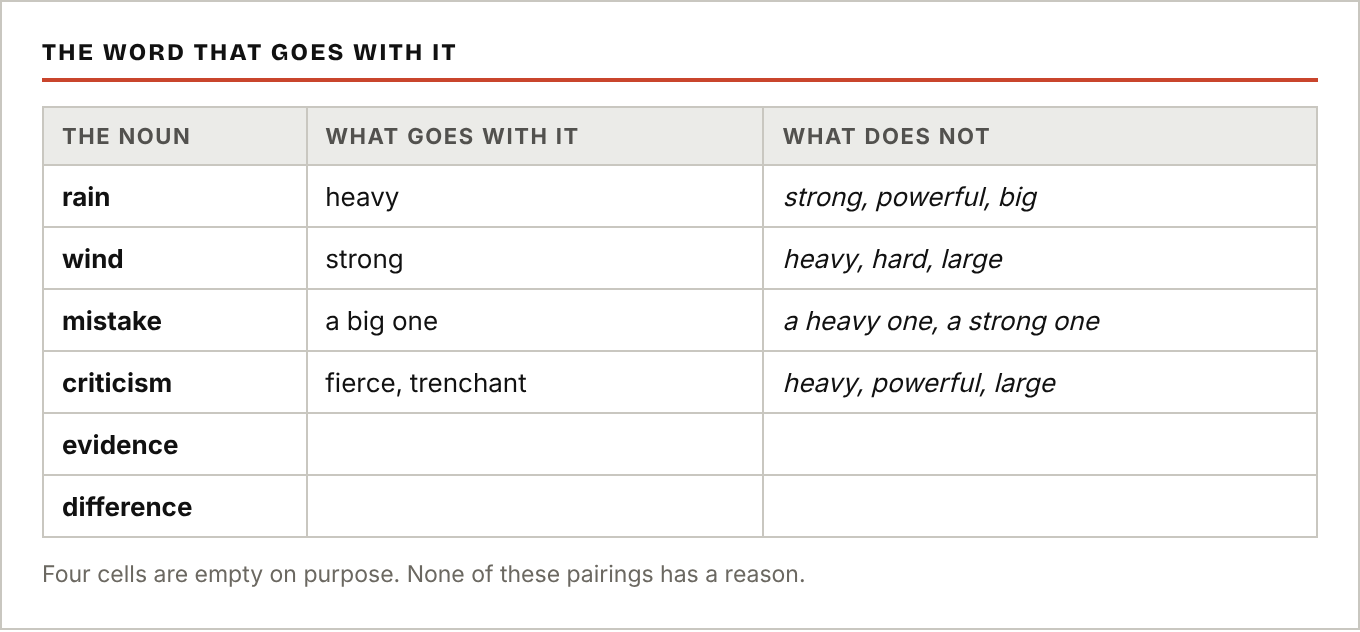 THE WORD THAT GOES WITH IT
THE NOUN WHAT GOES WITH IT WHAT DOES NOT
rain heavy strong, powerful, big
wind strong heavy, hard, large
mistake a big one a heavy one, a strong one
criticism fierce, trenchant heavy, powerful, large
evidence
difference
Four cells are empty on purpose. None of these pairings has a reason.